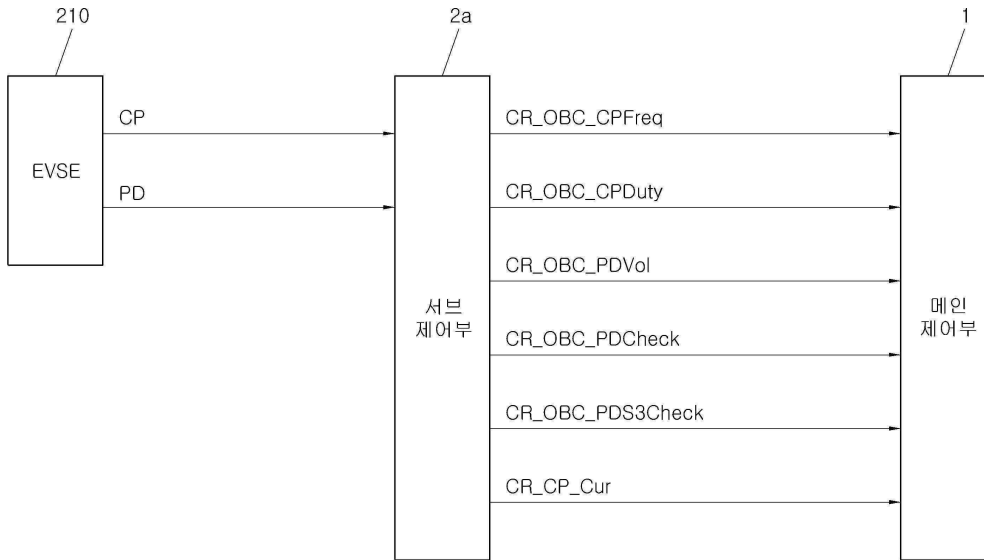 210
2a
1
EVSE
CP
PD
서브
제어부
CR_OBC_CPFreq
CR_OBC_CPDuty
CR_OBC_PDVol
CR_OBC_PDCheck
CR_OBC_PDS3Check
CR_CP_Cur
메인
제어부